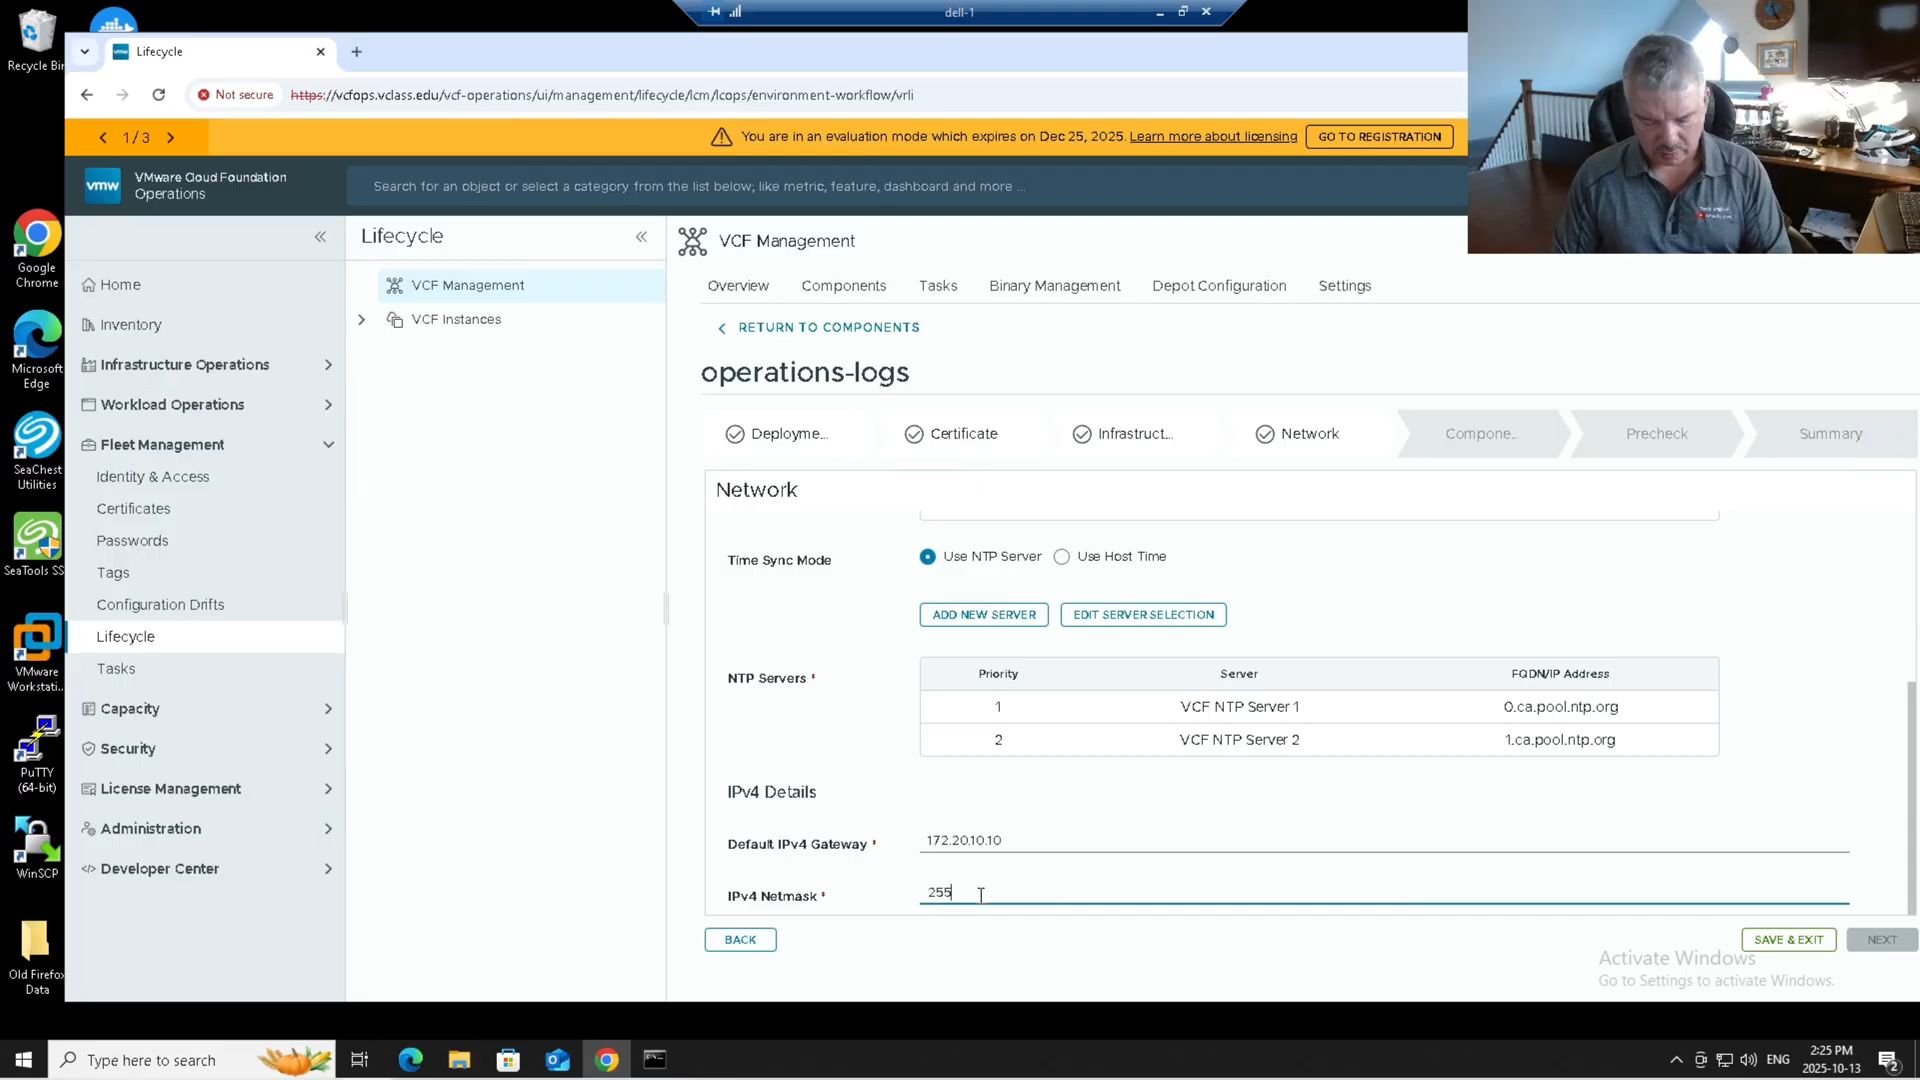 dell-1
Recycle Bin
Lifecycle
Not secure
https://vcfops.vclass.edu/vcf-operations/ui/management/lifecycle/lcm/lcops/environment-workflow/vrli
1 / 3
You are in an evaluation mode which expires on Dec 25, 2025. Learn more about licensing
GO TO REGISTRATION
vmw
VMware Cloud Foundation
Operations
Search for an object or select a category from the list below; like metric, feature, dashboard and more ...
Google
Chrome
Microsoft
Edge
SeaChest
Utilities
SeaTools SS
VMware
Workstati...
PuTTY
(64-bit)
WinSCP
Old Firefox
Data
Home
Inventory
Infrastructure Operations
Workload Operations
Fleet Management
Identity & Access
Certificates
Passwords
Tags
Configuration Drifts
Lifecycle
Tasks
Capacity
Security
License Management
Administration
Developer Center
Lifecycle
VCF Management
VCF Instances
VCF Management
Overview
Components
Tasks
Binary Management
Depot Configuration
Settings
RETURN TO COMPONENTS
operations-logs
Deployme...
Certificate
Infrastruct...
Network
Compone...
Precheck
Summary
Network
Time Sync Mode
Use NTP Server
Use Host Time
ADD NEW SERVER
EDIT SERVER SELECTION
NTP Servers *
Priority Server FQDN/IP Address
1 VCF NTP Server 1 0.ca.pool.ntp.org
2 VCF NTP Server 2 1.ca.pool.ntp.org
IPv4 Details
Default IPv4 Gateway * 172.20.10.10
IPv4 Netmask * 255
BACK
SAVE & EXIT
NEXT
Activate Windows
Go to Settings to activate Windows.
Type here to search
ENG
2:25 PM
2025-10-13
2